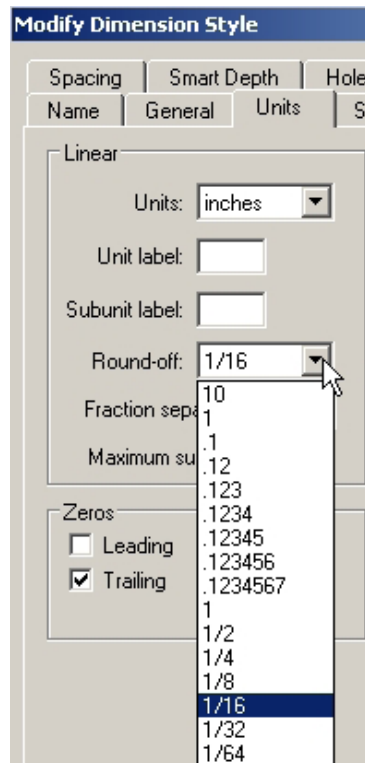 Modify Dimension Style
Spacing Smart Depth Hole
Name General Units S
Linear
Units: inches
Unit label:
Subunit label:
Round-off: 1/16
10
Fraction sepa
1
.1
Maximum su
.12
.123
Zeros
.1234
Leading
.12345
.123456
Trailing
.1234567
1
1/2
1/4
1/8
1/16
1/32
1/64